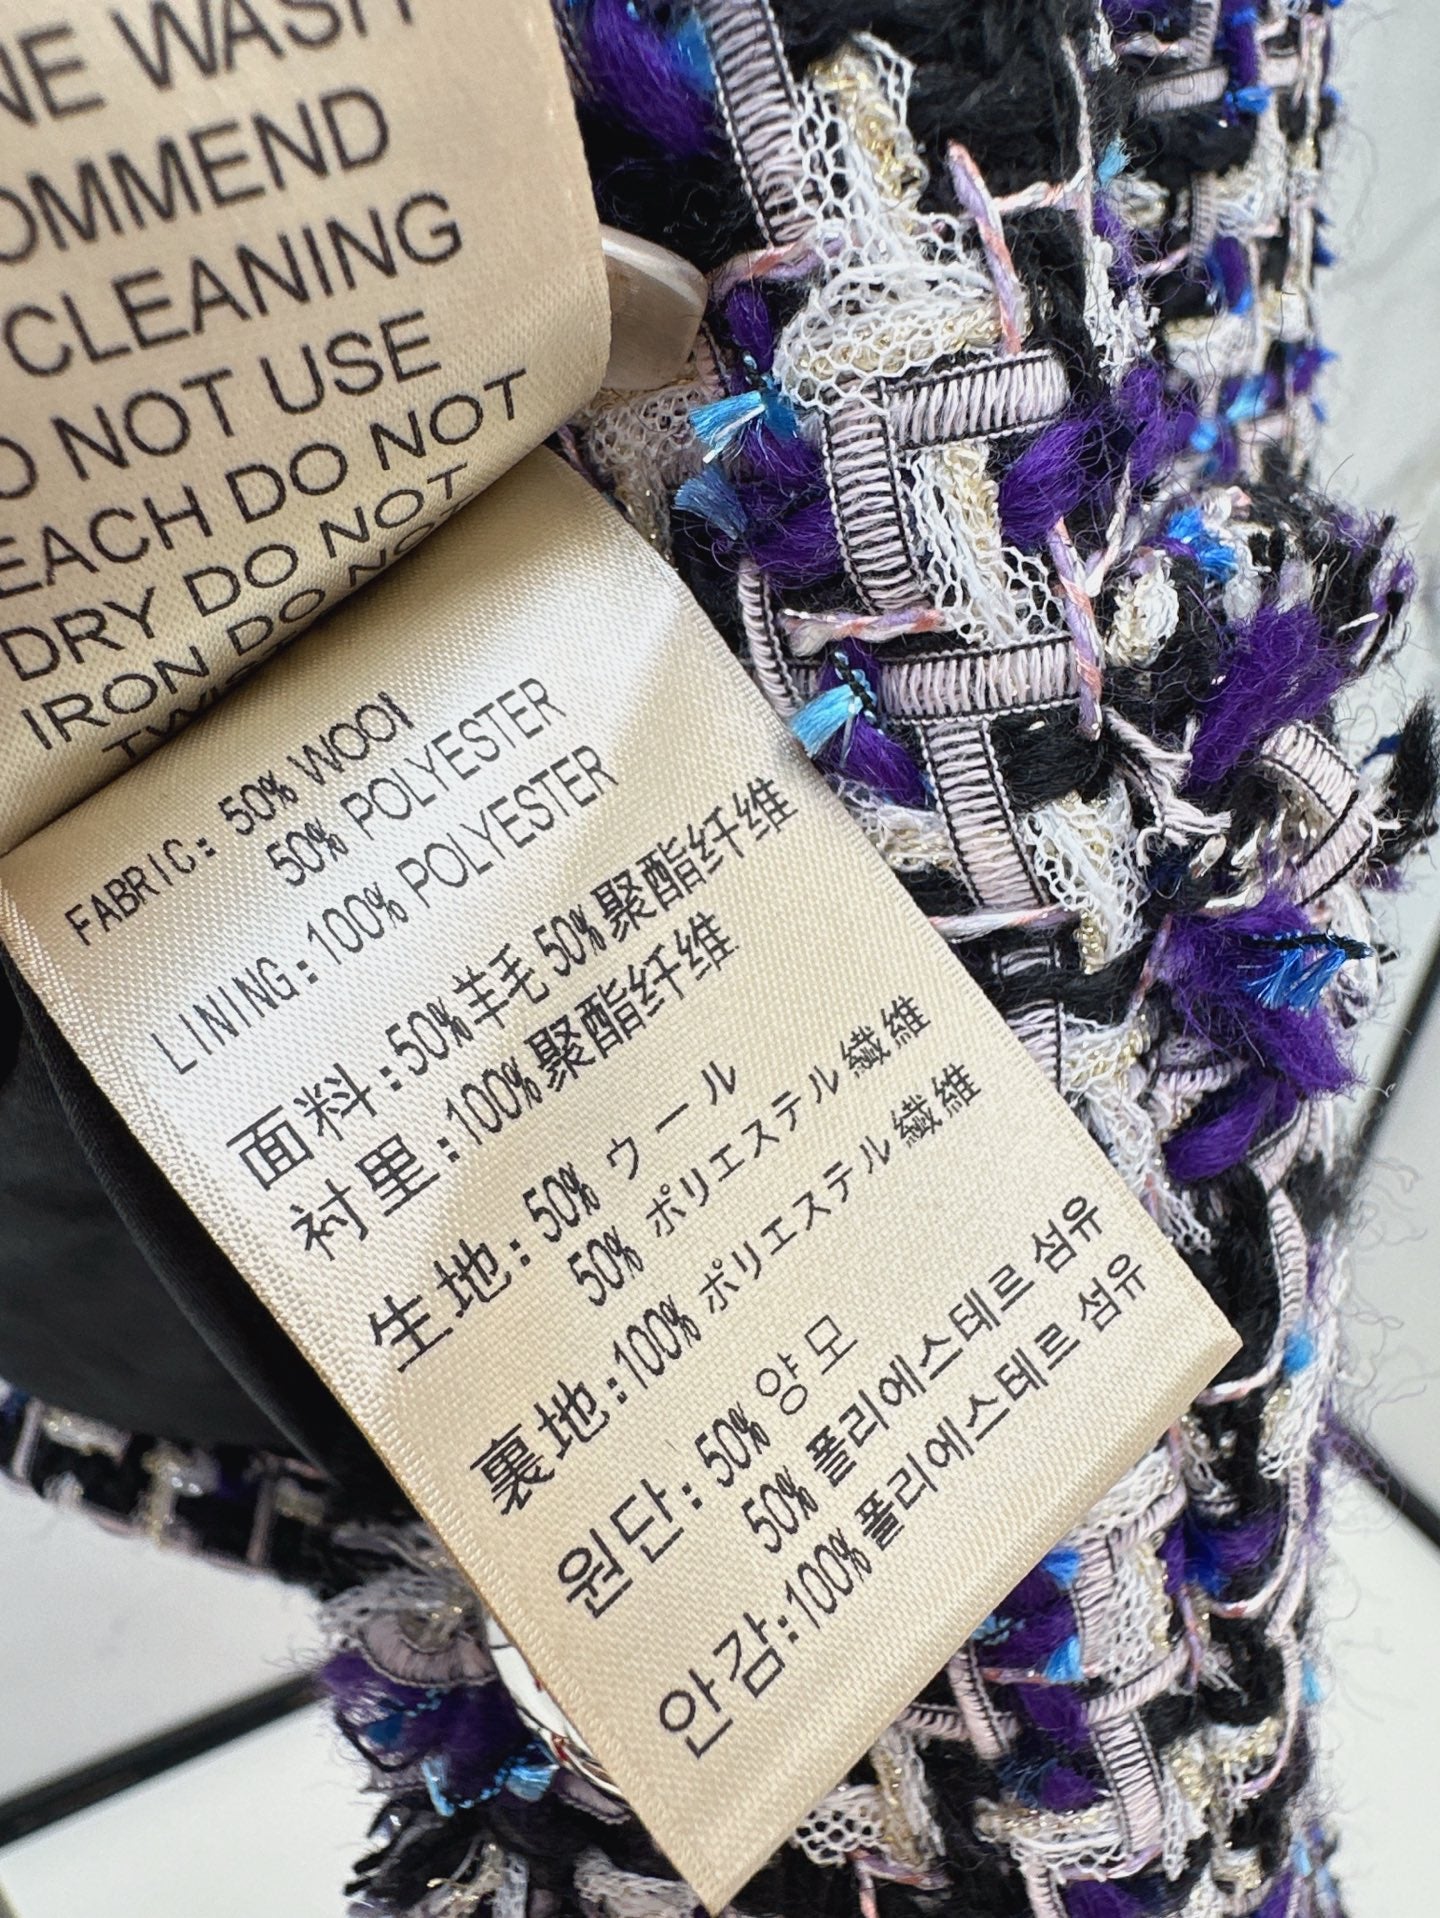 NE WASH
OMMEND
CLEANING
NOT USE
EACH DO NOT
DRY DO NOT
IRON DO NOT
FABRIC: 50% WOOl
50% POLYESTER
LINING: 100% POLYESTER
面料:50%羊毛 50%聚酯纤维
衬里:100%聚酯纤维
生地: 50% ウール
50% ポリエステル 繊維
裏地:100% ポリエステル 繊維
원단: 50% 양모
50% 폴리에스테르 섬유
안감:100% 폴리에스테르 섬유